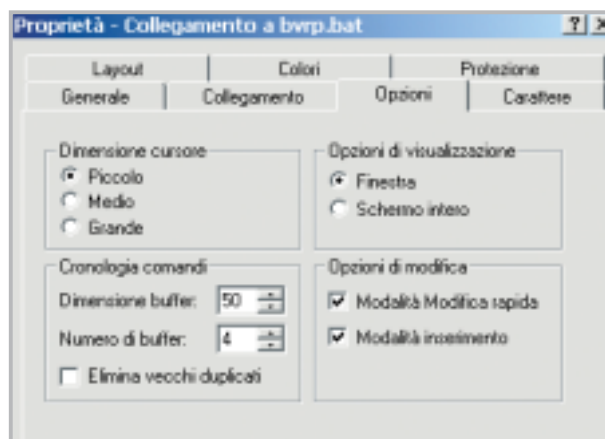 Proprietà - Collegamento a bvrp.bat
Layout Colori Protezione
Generale Collegamento Opzioni Carattere
Dimensione cursore
Piccolo
Medio
Grande
Opzioni di visualizzazione
Finestra
Schermo intero
Cronologia comandi
Dimensione buffer: 50
Numero di buffer: 4
Elimina vecchi duplicati
Opzioni di modifica
Modalità Modifica rapida
Modalità inserimento